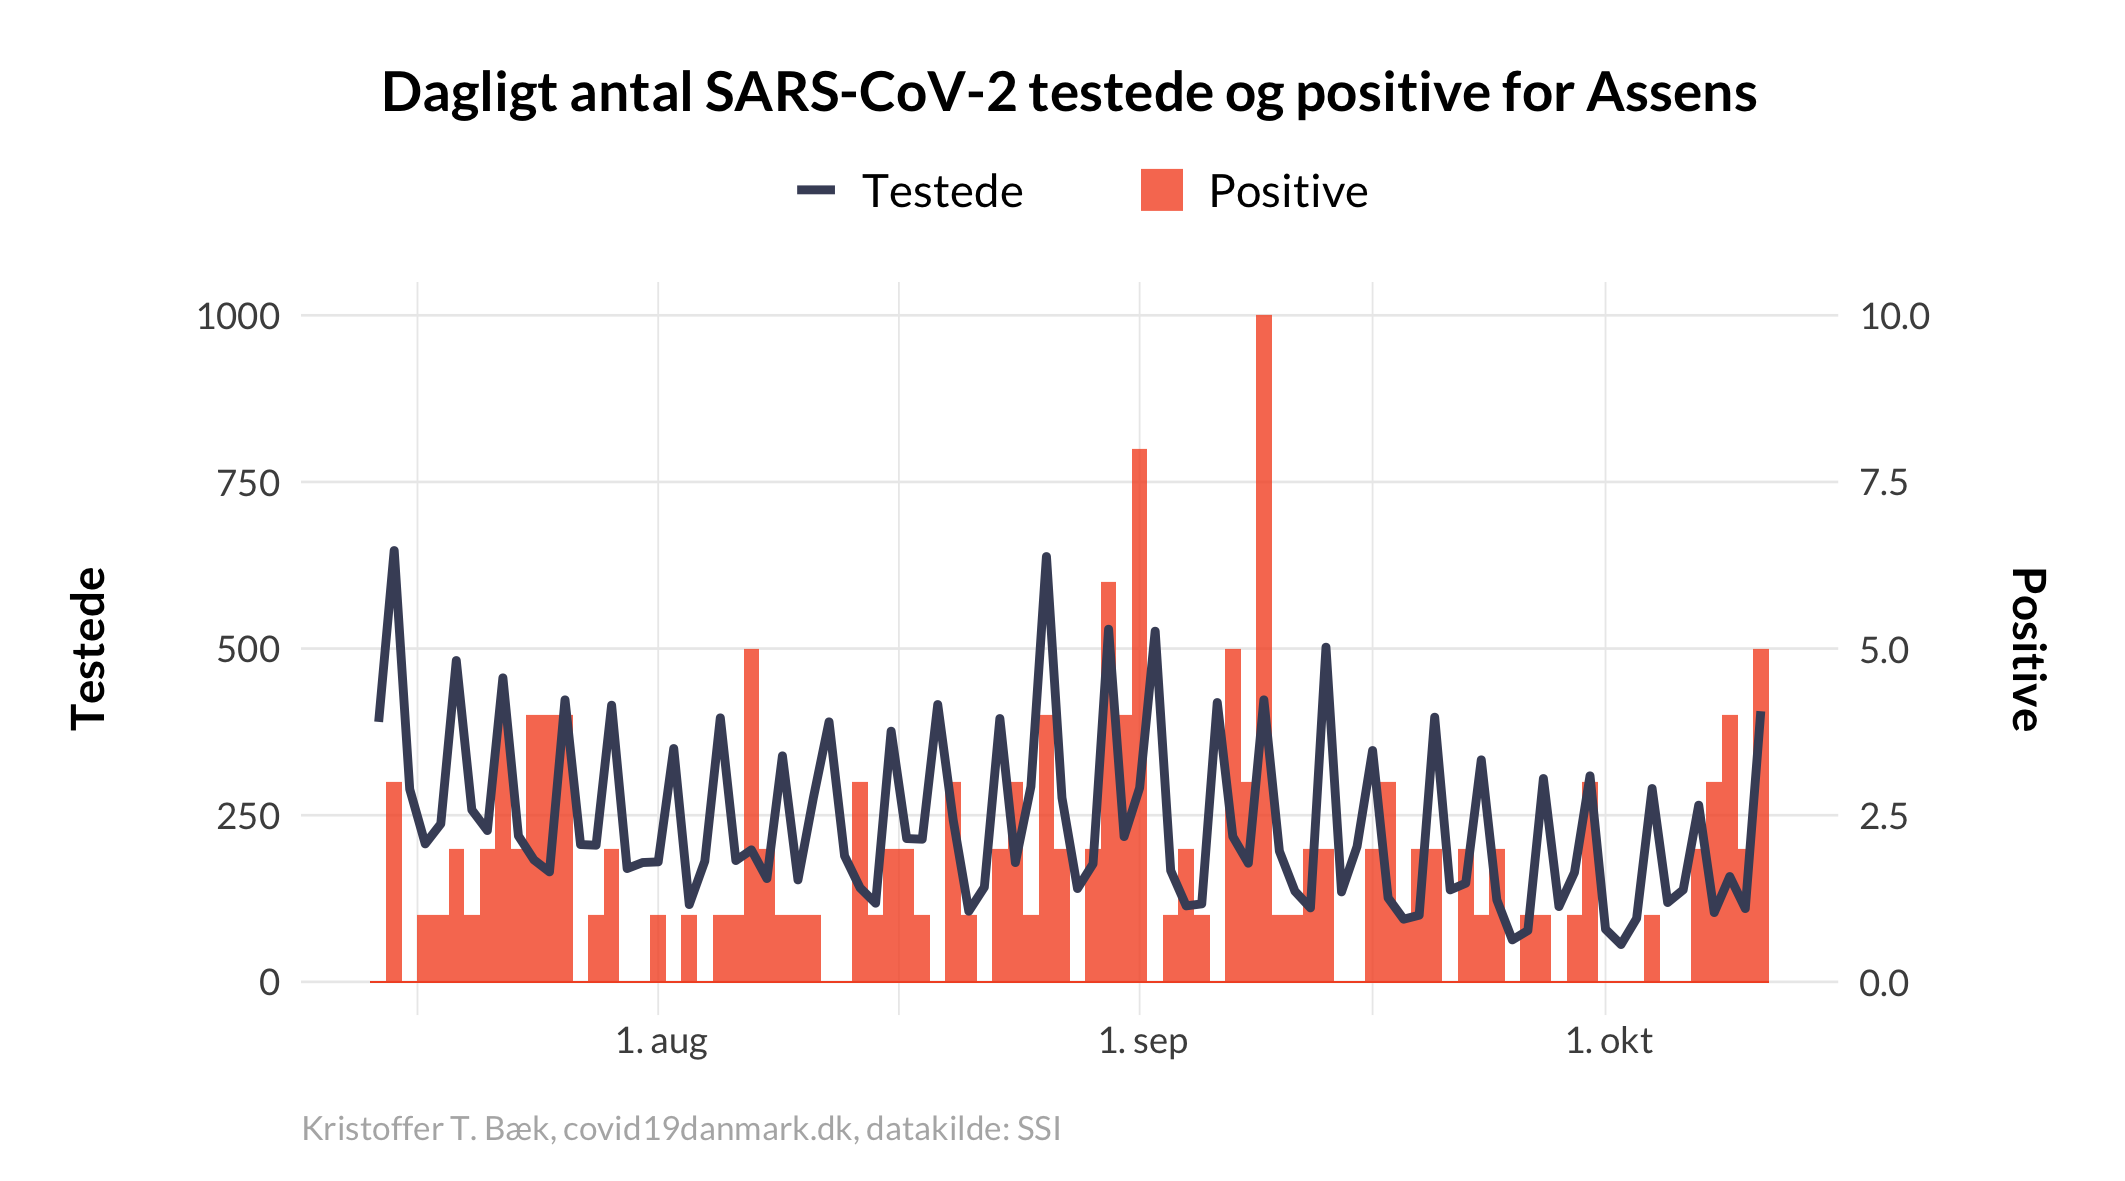 Dagligt antal SARS-CoV-2 testede og positive for Assens
Testede
Positive
1000
750
500
250
0
10.0
7.5
5.0
2.5
0.0
Testede
Positive
1. aug
1. sep
1. okt
Kristoffer T. Bæk, covid19danmark.dk, datakilde: SSI